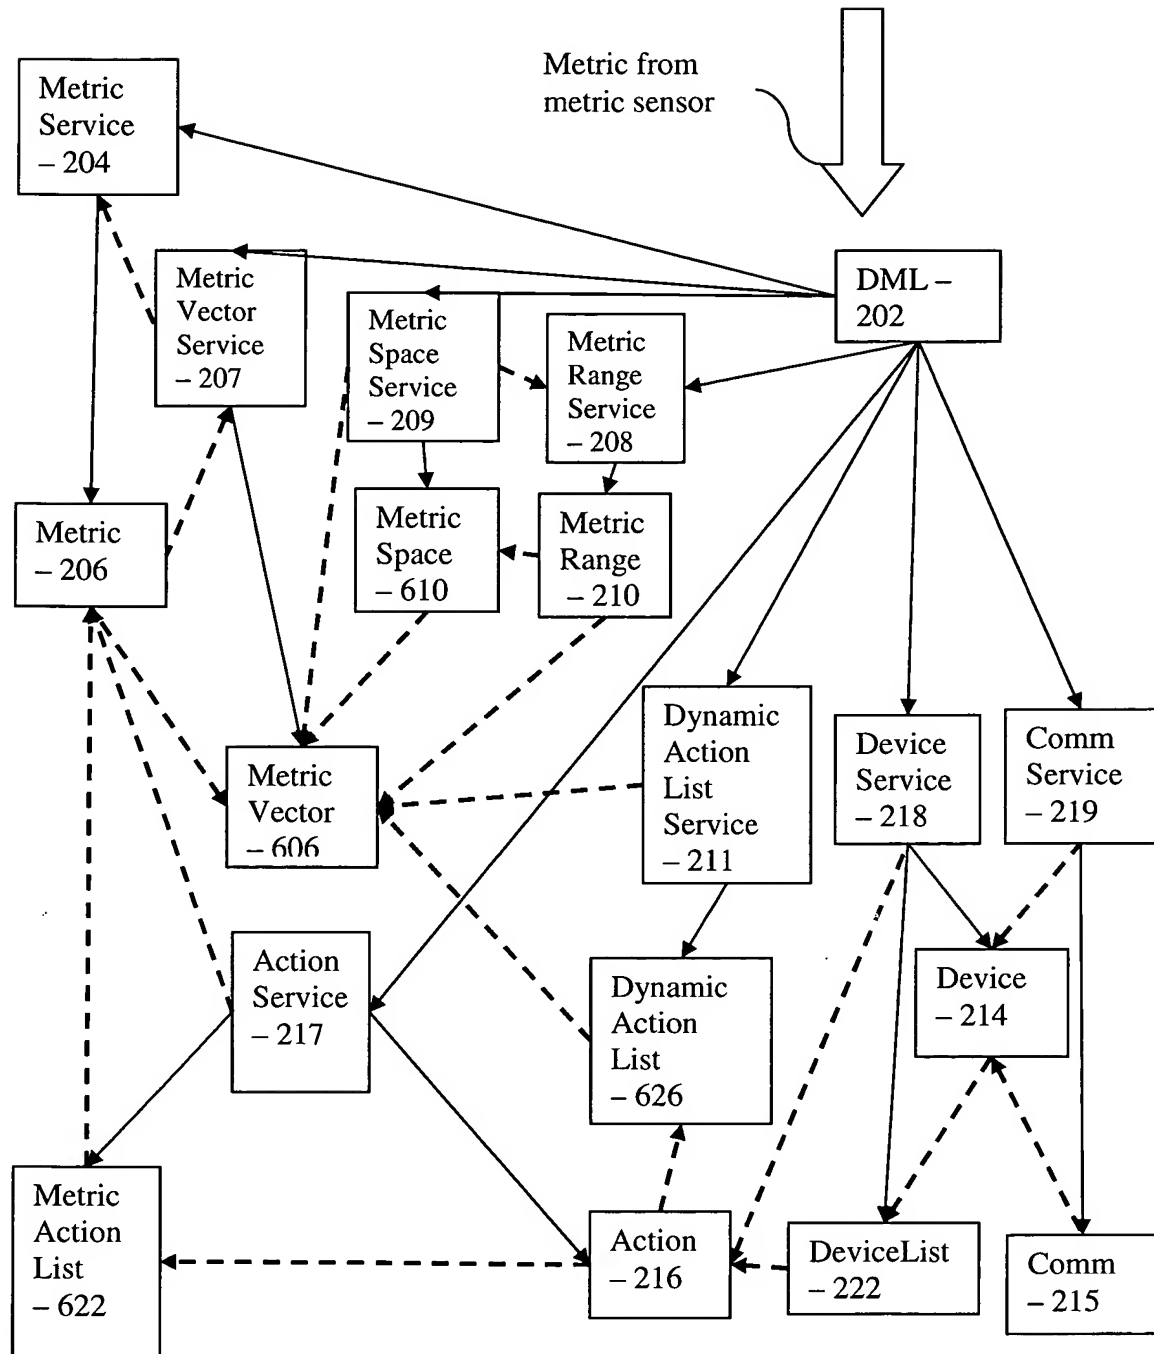 Metric from
metric sensor
Metric
Service
– 204
Metric
Vector
Service
– 207
Metric
Space
Service
– 209
Metric
Range
Service
– 208
DML –
202
Metric
– 206
Metric
Space
– 610
Metric
Range
– 210
Metric
Vector
– 606
Dynamic
Action
List
Service
– 211
Device
Service
– 218
Comm
Service
– 219
Action
Service
– 217
Dynamic
Action
List
– 626
Device
– 214
Metric
Action
List
– 622
Action
– 216
DeviceList
– 222
Comm
– 215